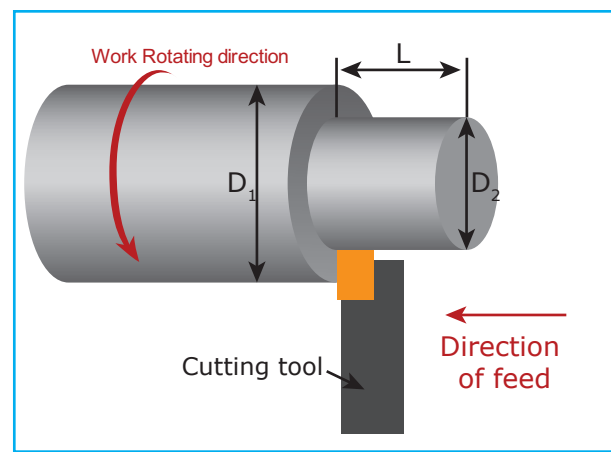 Work Rotating direction
L
D1
D2
Cutting tool
Direction
of feed